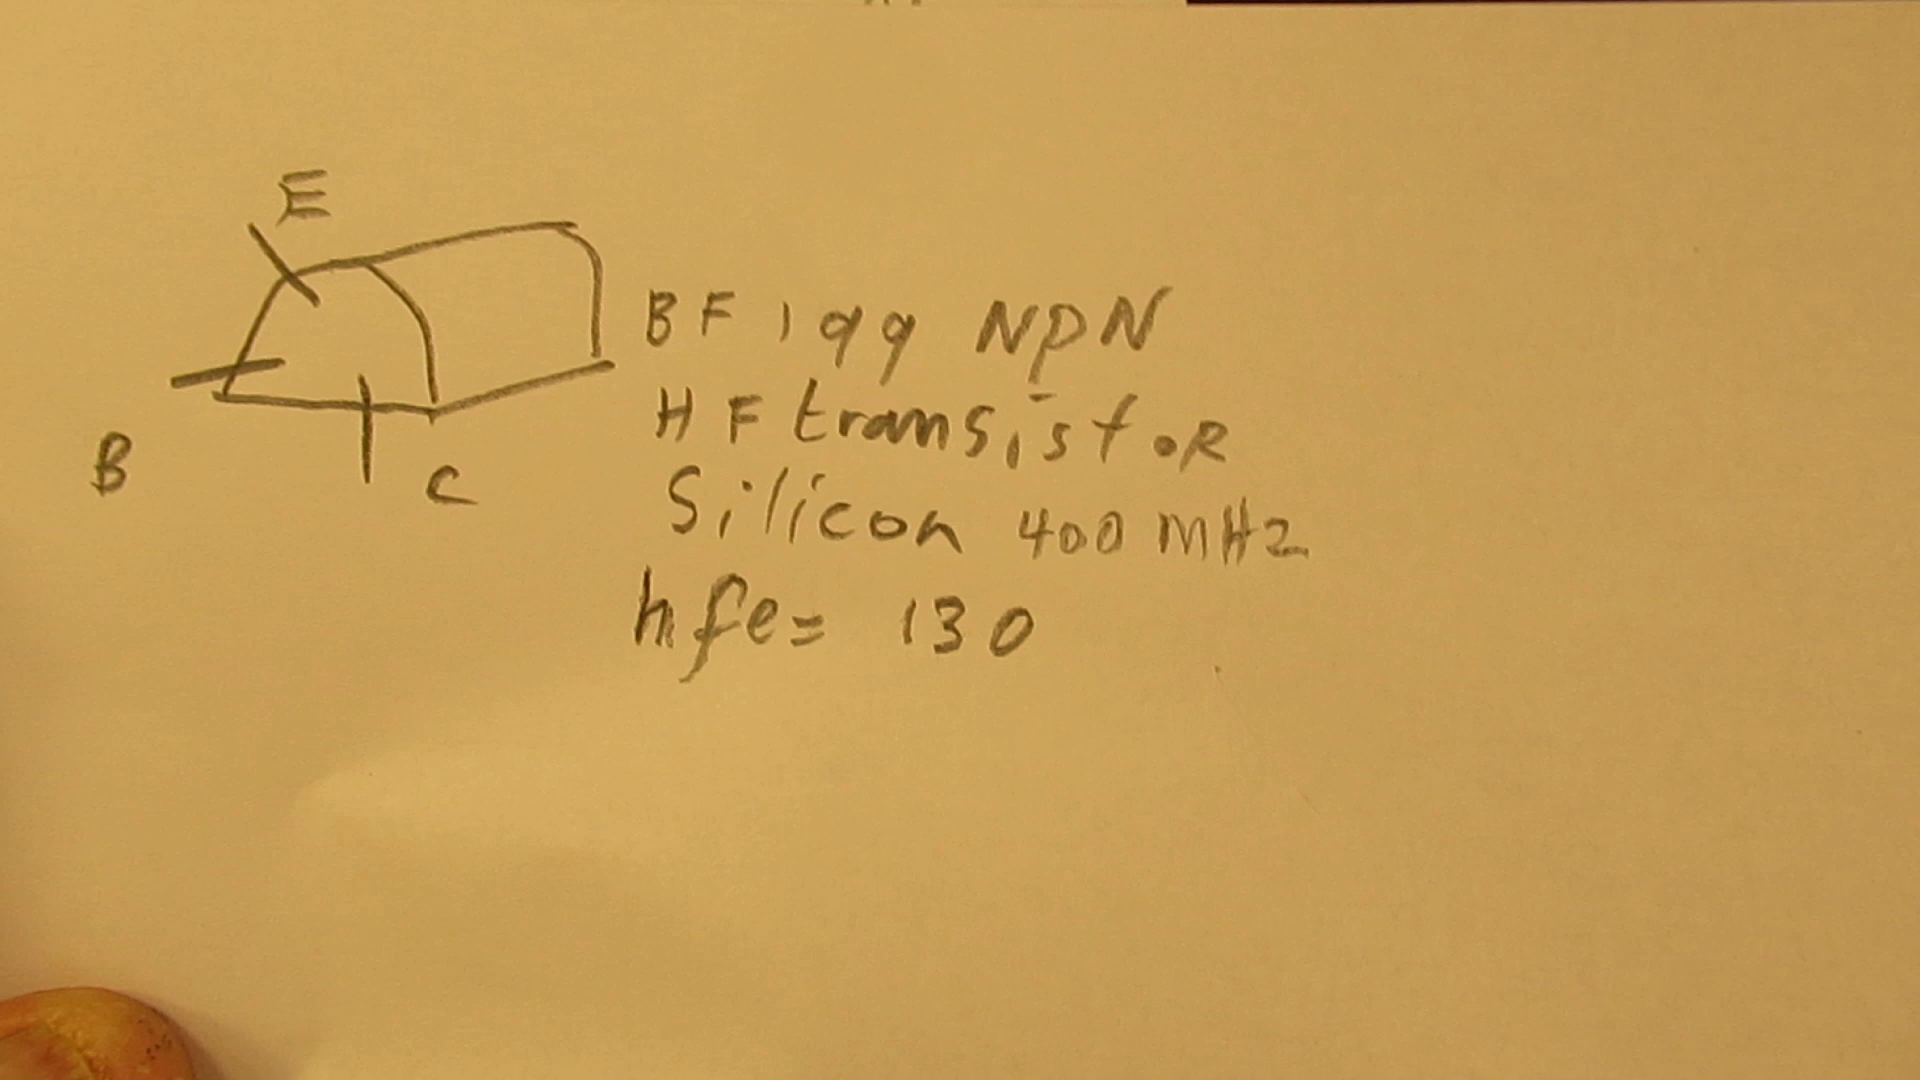 E
B
C
BF199 NPN
HF transistOR
Silicon 400 MHz
hfe= 130